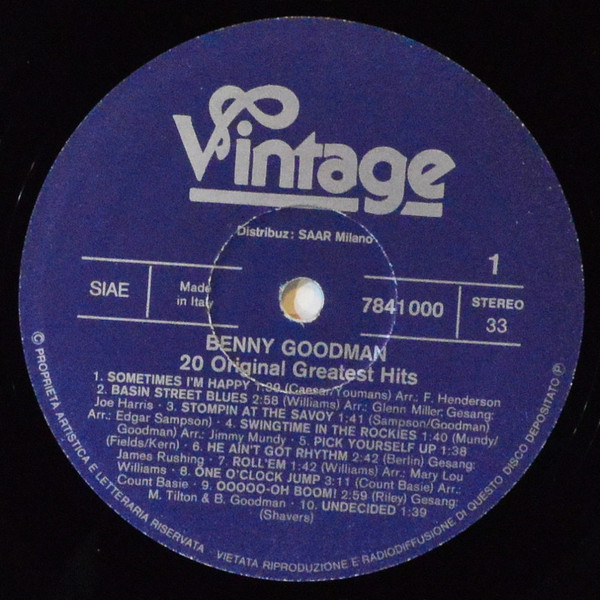 Vintage
Distribuz: SAAR Milano
SIAE
Made
in Italy
1
7841 000
STEREO
33
BENNY GOODMAN
20 Original Greatest Hits
1. SOMETIMES I'M HAPPY 1:39 (Caesar/Youmans) Arr.: F. Henderson
2. BASIN STREET BLUES 2:58 (Williams) Arr.: Glenn Miller; Gesang:
Joe Harris · 3. STOMPIN AT THE SAVOY 1:41 (Sampson/Goodman)
Arr.: Edgar Sampson) · 4. SWINGTIME IN THE ROCKIES 1:40 (Mundy/
Goodman) Arr.: Jimmy Mundy · 5. PICK YOURSELF UP 1:38
(Fields/Kern) · 6. HE AIN'T GOT RHYTHM 2:42 (Berlin) Gesang:
James Rushing · 7. ROLL'EM 1:42 (Williams) Arr.: Mary Lou
Williams · 8. ONE O'CLOCK JUMP 3:11 (Count Basie) Arr.:
Count Basie · 9. OOOOO-OH BOOM! 2:59 (Riley) Gesang:
M. Tilton & B. Goodman · 10. UNDECIDED 1:39
(Shavers)
© PROPRIETA ARTISTICA E LETTERARIA RISERVATA - VIETATA RIPRODUZIONE E RADIODIFFUSIONE DI QUESTO DISCO DEPOSITATO ℗